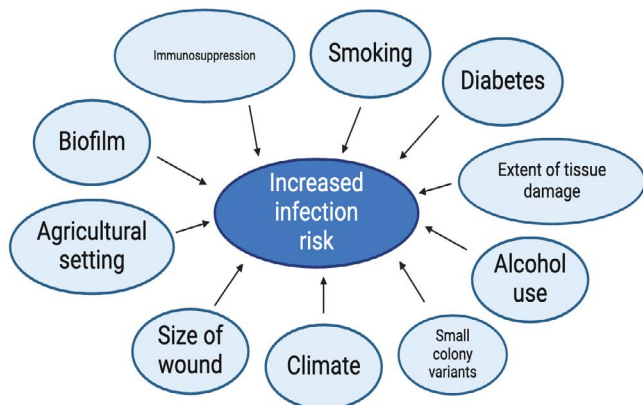 Immunosuppression
Smoking
Diabetes
Biofilm
Increased
infection
risk
Extent of tissue
damage
Agricultural
setting
Alcohol
use
Size of
wound
Climate
Small
colony
variants